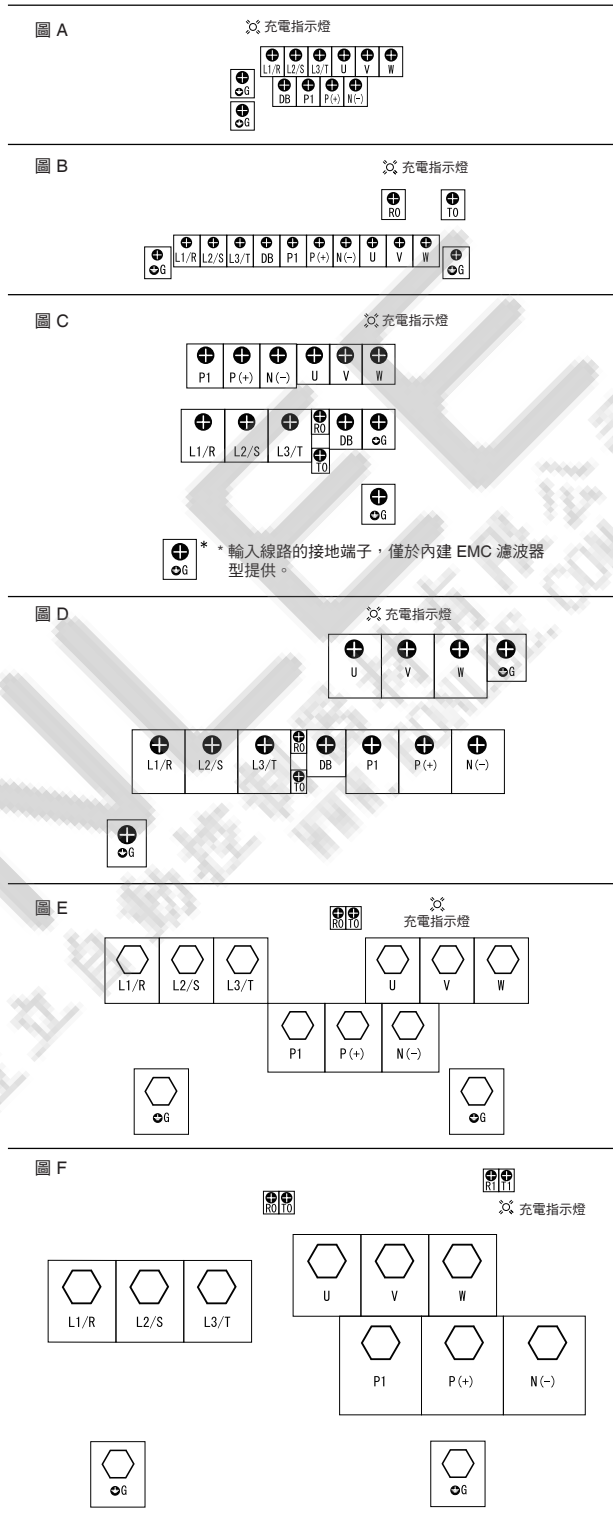 圖 A
充電指示燈
L1/R L2/S L3/T U V W
G
DB P1 P(+) N(-)
G
圖 B
充電指示燈
R0 T0
L1/R L2/S L3/T DB P1 P(+) N(-) U V W
G G
圖 C
充電指示燈
P1 P(+) N(-) U V W
R0
L1/R L2/S L3/T DB G
T0
G
* * 輸入線路的接地端子，僅於內建 EMC 濾波器
G 型提供。
圖 D
充電指示燈
U V W G
R0
L1/R L2/S L3/T DB P1 P(+) N(-)
T0
G
圖 E
R0 T0
充電指示燈
L1/R L2/S L3/T U V W
P1 P(+) N(-)
G G
圖 F
R1 T1
R0 T0
充電指示燈
U V W
L1/R L2/S L3/T
P1 P(+) N(-)
G G